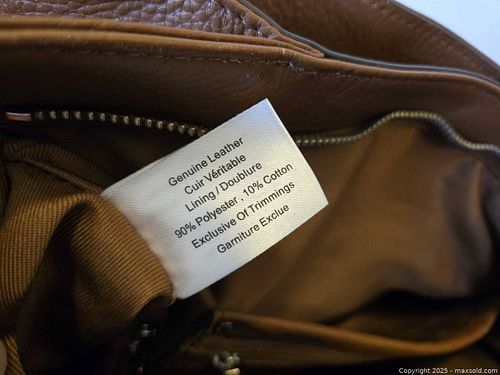 Genuine Leather
Cuir Véritable
Lining / Doublure
90% Polyester , 10% Cotton
Exclusive Of Trimmings
Garniture Exclue
Copyright 2025 - maxsold.com